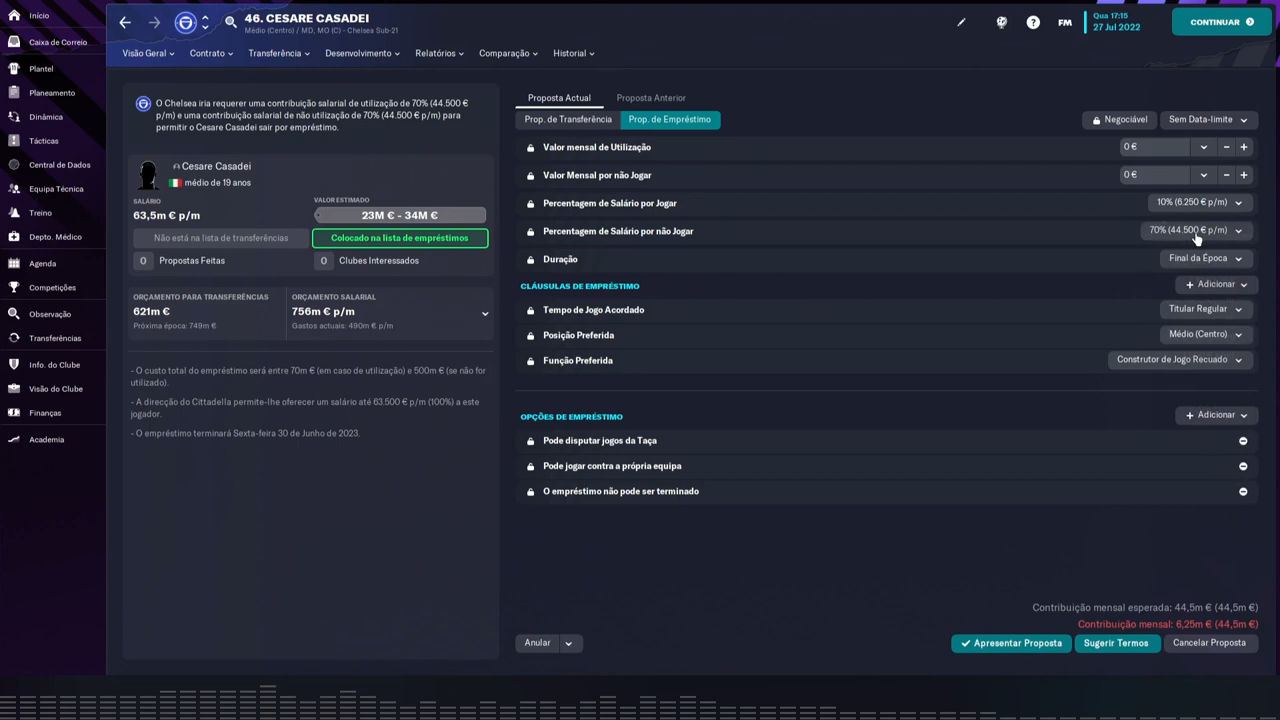 Início
Caixa de Correio
Plantel
Planeamento
Dinâmica
Tácticas
Central de Dados
Equipa Técnica
Treino
Depto. Médico
Agenda
Competições
Observação
Transferências
Info. do Clube
Visão do Clube
Finanças
Academia
46. CESARE CASADEI
Médio (Centro) / MD, MO (C) - Chelsea Sub-21
FM
Qua 17:15
27 Jul 2022
CONTINUAR
Visão Geral
Contrato
Transferência
Desenvolvimento
Relatórios
Comparação
Historial
O Chelsea iria requerer uma contribuição salarial de utilização de 70% (44.500 €
p/m) e uma contribuição salarial de não utilização de 70% (44.500 € p/m) para
permitir o Cesare Casadei sair por empréstimo.
Cesare Casadei
médio de 19 anos
SALÁRIO
63,5m € p/m
VALOR ESTIMADO
23M € - 34M €
Não está na lista de transferências
Colocado na lista de empréstimos
0 Propostas Feitas
0 Clubes Interessados
ORÇAMENTO PARA TRANSFERÊNCIAS
621m €
Próxima época: 749m €
ORÇAMENTO SALARIAL
756m € p/m
Gastos actuais: 490m € p/m
- O custo total do empréstimo será entre 70m € (em caso de utilização) e 500m € (se não for
utilizado).
- A direcção do Cittadella permite-lhe oferecer um salário até 63.500 € p/m (100%) a este
jogador.
- O empréstimo terminará Sexta-feira 30 de Junho de 2023.
Proposta Actual
Proposta Anterior
Prop. de Transferência
Prop. de Empréstimo
Negociável
Sem Data-limite
Valor mensal de Utilização
0 €
Valor Mensal por não Jogar
0 €
Percentagem de Salário por Jogar
10% (6.250 € p/m)
Percentagem de Salário por não Jogar
70% (44.500 € p/m)
Duração
Final da Época
CLÁUSULAS DE EMPRÉSTIMO
Adicionar
Tempo de Jogo Acordado
Titular Regular
Posição Preferida
Médio (Centro)
Função Preferida
Construtor de Jogo Recuado
OPÇÕES DE EMPRÉSTIMO
Adicionar
Pode disputar jogos da Taça
Pode jogar contra a própria equipa
O empréstimo não pode ser terminado
Contribuição mensal esperada: 44,5m € (44,5m €)
Contribuição mensal: 6,25m € (44,5m €)
Anular
Apresentar Proposta
Sugerir Termos
Cancelar Proposta